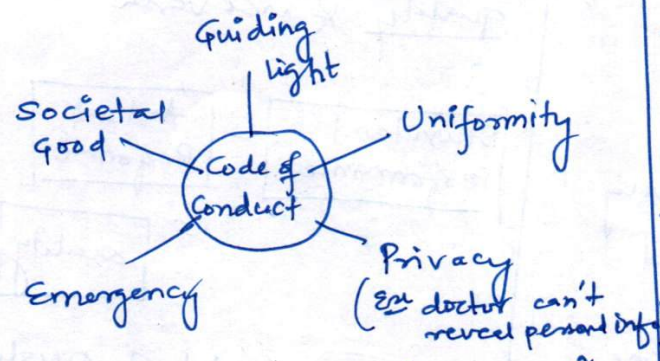 Guiding
light
Societal
Good
Uniformity
Code of
Conduct
Emergency
Privacy
(Ex doctor can't
reveal personal info